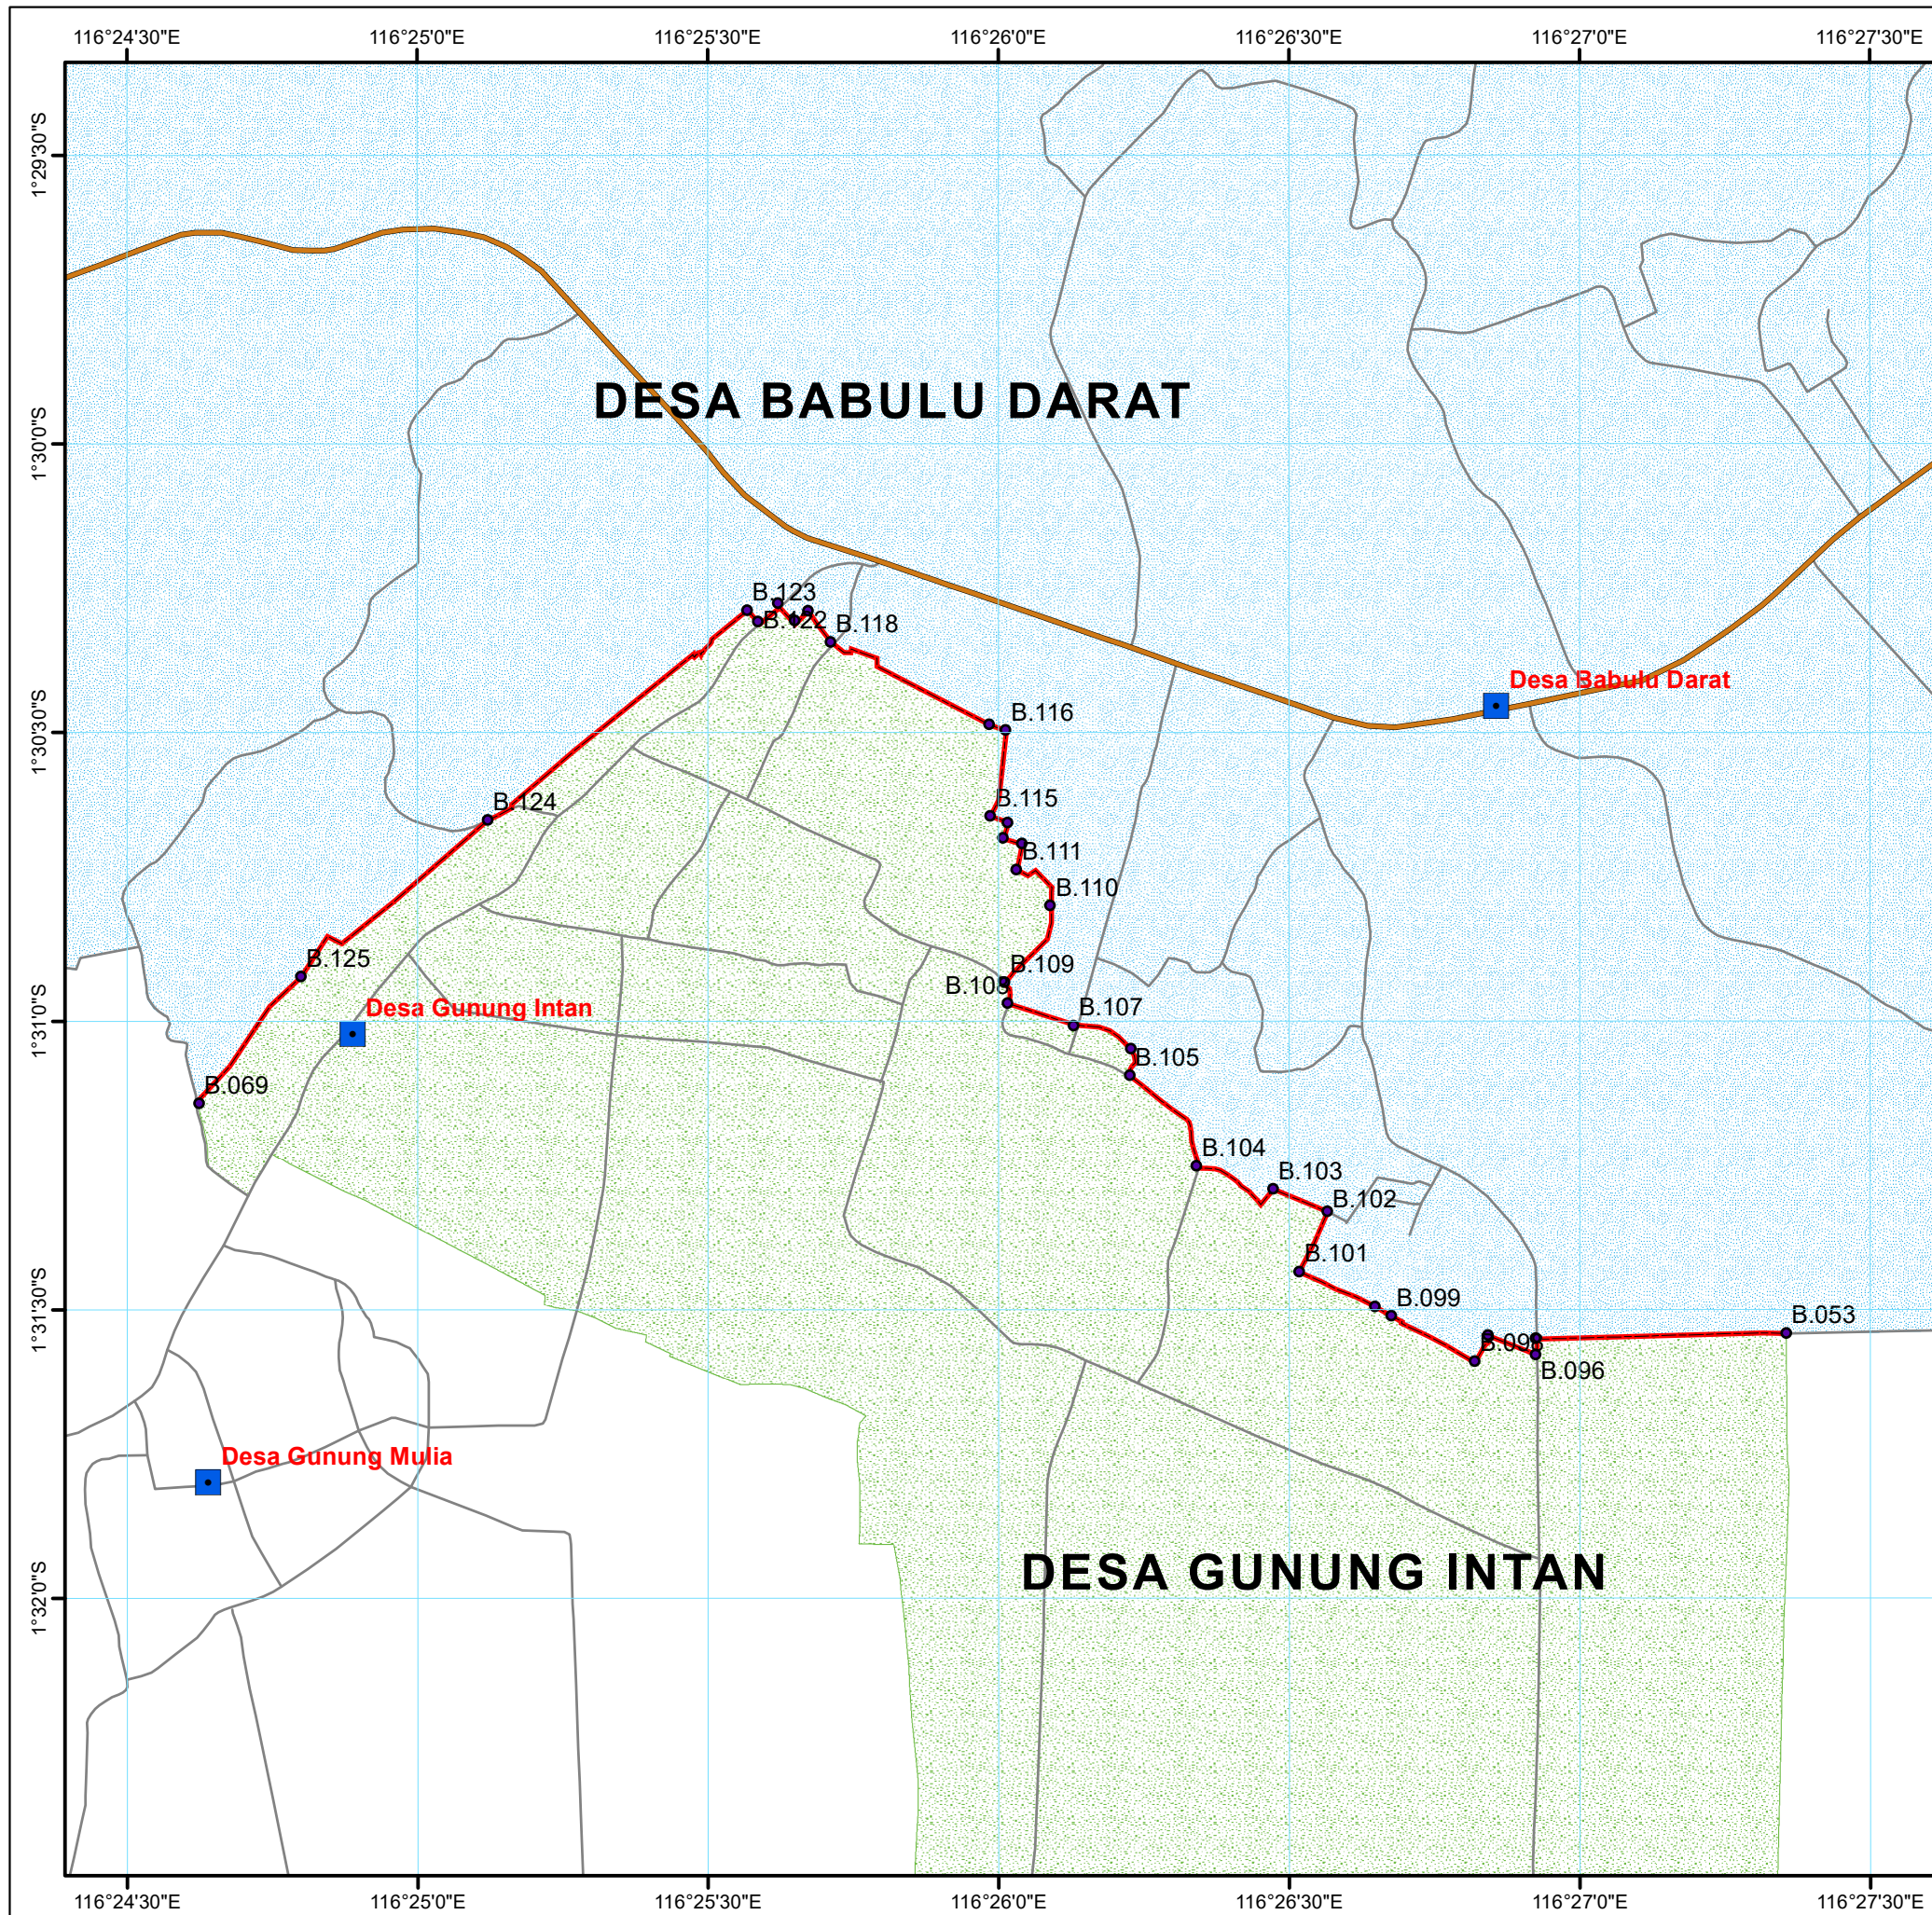 116°24'30"E
116°25'0"E
116°25'30"E
116°26'0"E
116°26'30"E
116°27'0"E
116°27'30"E
1°29'30"S
1°30'0"S
1°30'30"S
1°31'0"S
1°31'30"S
1°32'0"S
DESA BABULU DARAT
B.123
B.122
B.118
Desa Babulu Darat
B.116
B.124
B.115
B.111
B.110
B.125
B.109
B.108
Desa Gunung Intan
B.107
B.105
B.069
B.104
B.103
B.102
B.101
B.099
B.053
B.096
Desa Gunung Mulia
DESA GUNUNG INTAN
116°24'30"E
116°25'0"E
116°25'30"E
116°26'0"E
116°26'30"E
116°27'0"E
116°27'30"E